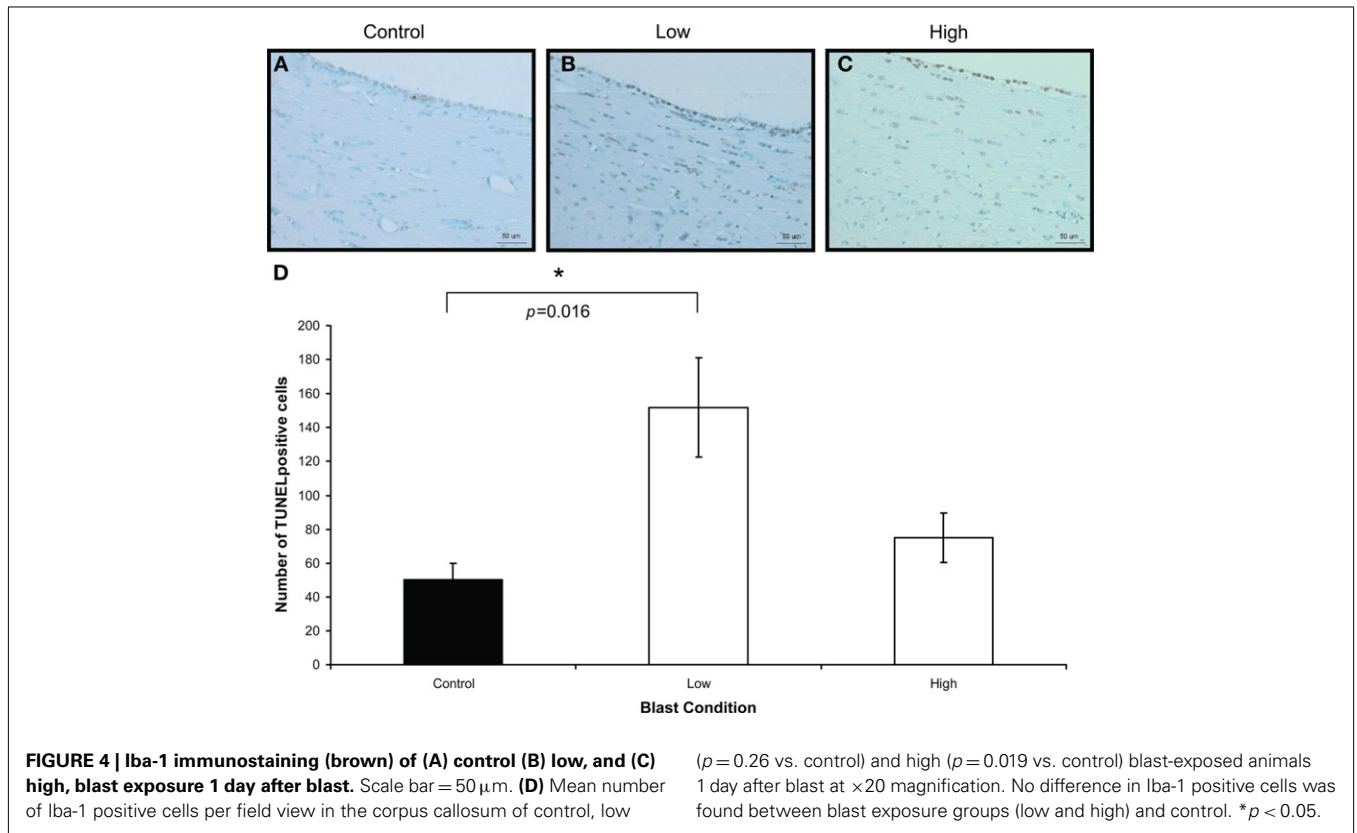 Control Low High
A B C
50 um 50 um 50 um
D
*
p=0.016
200
180
160
140
120
100
80
60
40
20
0
Number of TUNELpositive cells
Control Low High
Blast Condition
FIGURE 4 | Iba-1 immunostaining (brown) of (A) control (B) low, and (C)
high, blast exposure 1 day after blast. Scale bar = 50 μm. (D) Mean number
of Iba-1 positive cells per field view in the corpus callosum of control, low
(p = 0.26 vs. control) and high (p = 0.019 vs. control) blast-exposed animals
1 day after blast at ×20 magnification. No difference in Iba-1 positive cells was
found between blast exposure groups (low and high) and control. *p < 0.05.